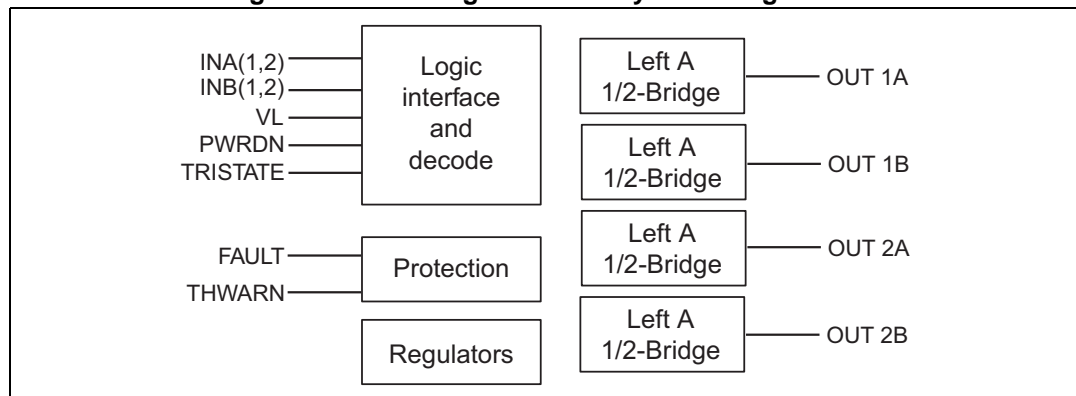 INA(1,2)
INB(1,2)
VL
PWRDN
TRISTATE
Logic
interface
and
decode
FAULT
THWARN
Protection
Regulators
Left A
1/2-Bridge
OUT 1A
Left A
1/2-Bridge
OUT 1B
Left A
1/2-Bridge
OUT 2A
Left A
1/2-Bridge
OUT 2B